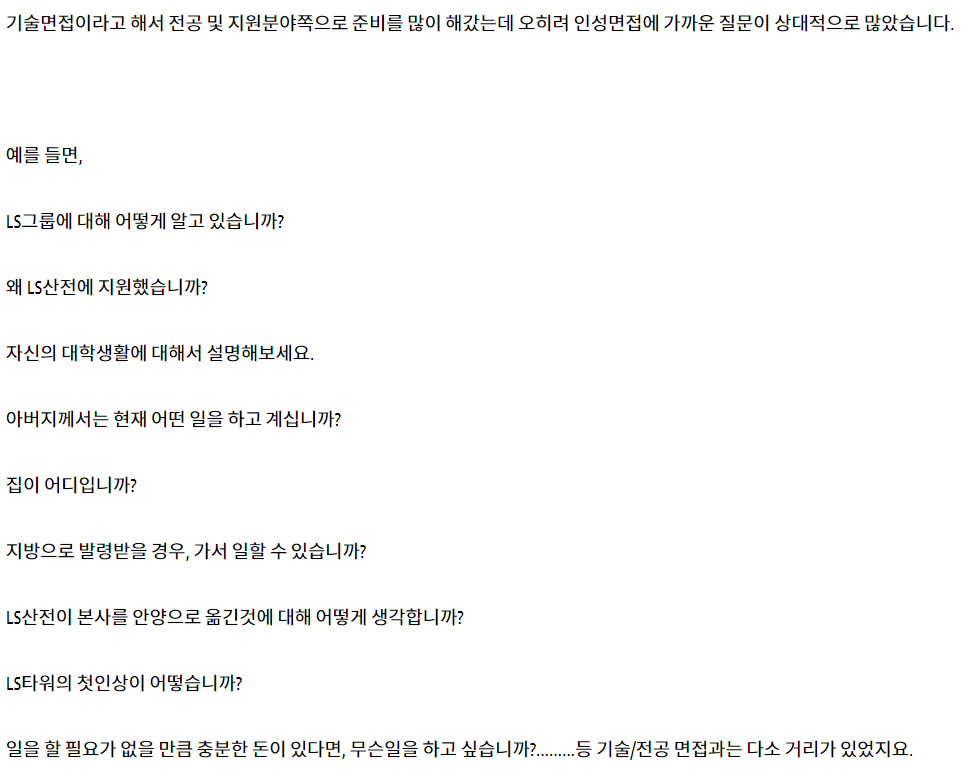 기술면접이라고 해서 전공 및 지원분야쪽으로 준비를 많이 해갔는데 오히려 인성면접에 가까운 질문이 상대적으로 많았습니다.
예를 들면,
LS그룹에 대해 어떻게 알고 있습니까?
왜 LS산전에 지원했습니까?
자신의 대학생활에 대해서 설명해보세요.
아버지께서는 현재 어떤 일을 하고 계십니까?
집이 어디입니까?
지방으로 발령받을 경우, 가서 일할 수 있습니까?
LS산전이 본사를 안양으로 옮긴것에 대해 어떻게 생각합니까?
LS타워의 첫인상이 어떻습니까?
일을 할 필요가 없을 만큼 충분한 돈이 있다면, 무슨일을 하고 싶습니까?.........등 기술/전공 면접과는 다소 거리가 있었지요.